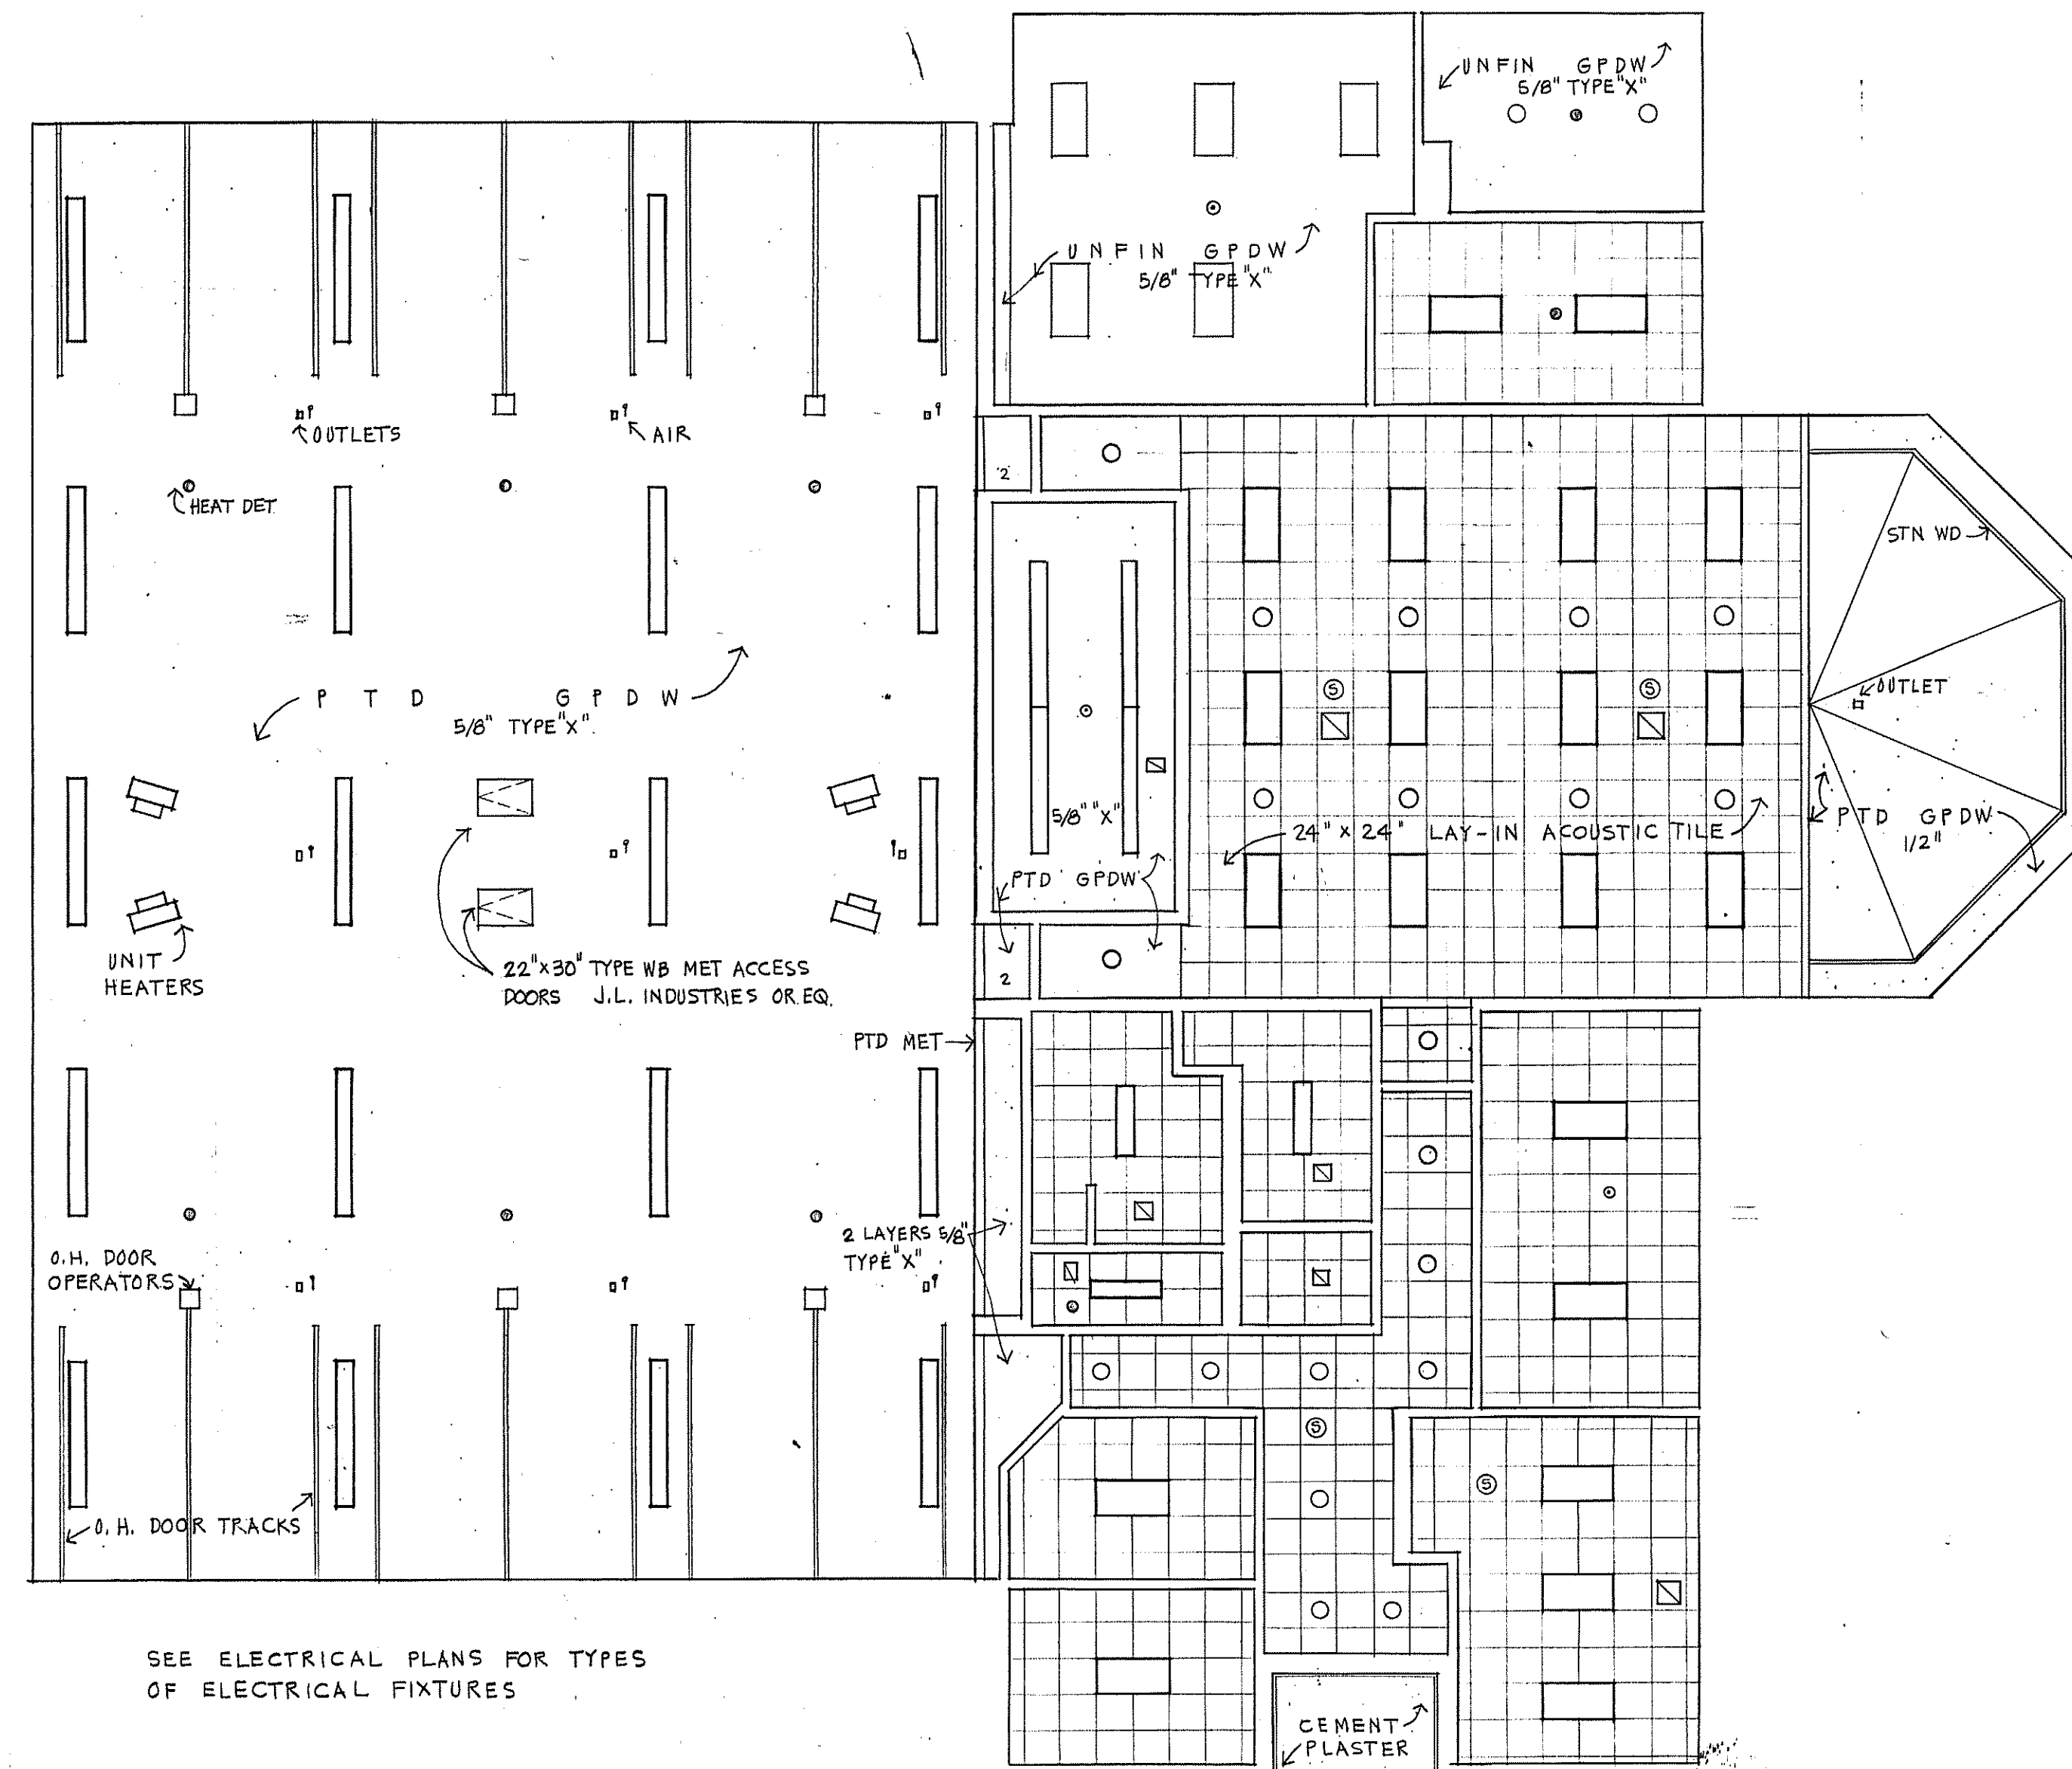 UNFIN GPDW
5/8" TYPE "X"
UNFIN GPDW
5/8" TYPE "X"
OUTLETS
AIR
HEAT DET.
2
STN WD
PTD GPDW
5/8" TYPE "X"
OUTLET
5/8" "X"
24" x 24" LAY-IN ACOUSTIC TILE
PTD GPDW
1/2"
PTD GPDW
UNIT
HEATERS
22"x30" TYPE WB MET ACCESS
DOORS J.L. INDUSTRIES OR EQ.
2
PTD MET
2 LAYERS 5/8"
TYPE "X"
O.H. DOOR
OPERATORS
S
S
S
S
O.H. DOOR TRACKS
SEE ELECTRICAL PLANS FOR TYPES
OF ELECTRICAL FIXTURES
CEMENT
PLASTER